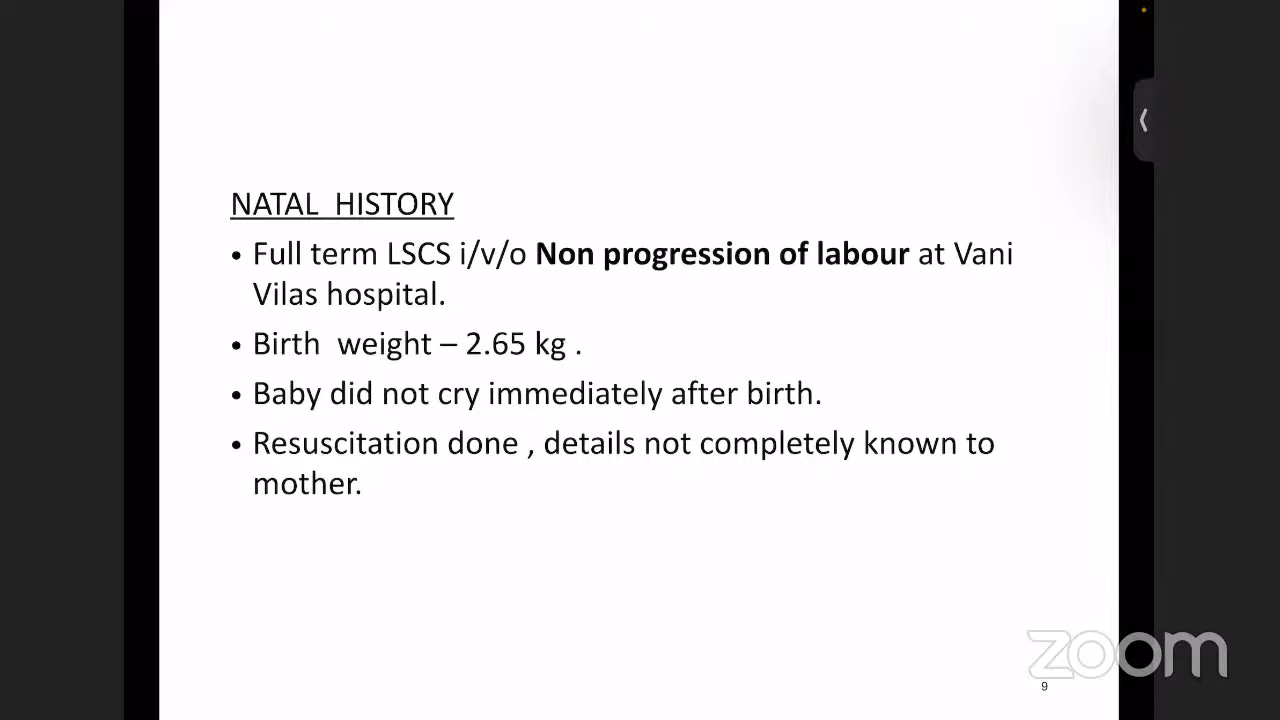 NATAL HISTORY
• Full term LSCS i/v/o Non progression of labour at Vani
Vilas hospital.
• Birth weight – 2.65 kg .
• Baby did not cry immediately after birth.
• Resuscitation done , details not completely known to
mother.
zoom
9